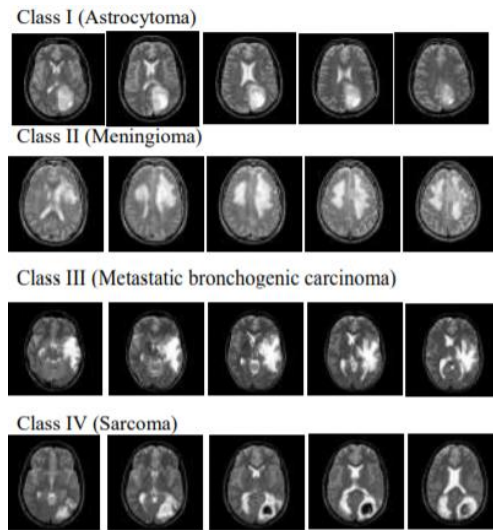 Class I (Astrocytoma)
Class II (Meningioma)
Class III (Metastatic bronchogenic carcinoma)
Class IV (Sarcoma)